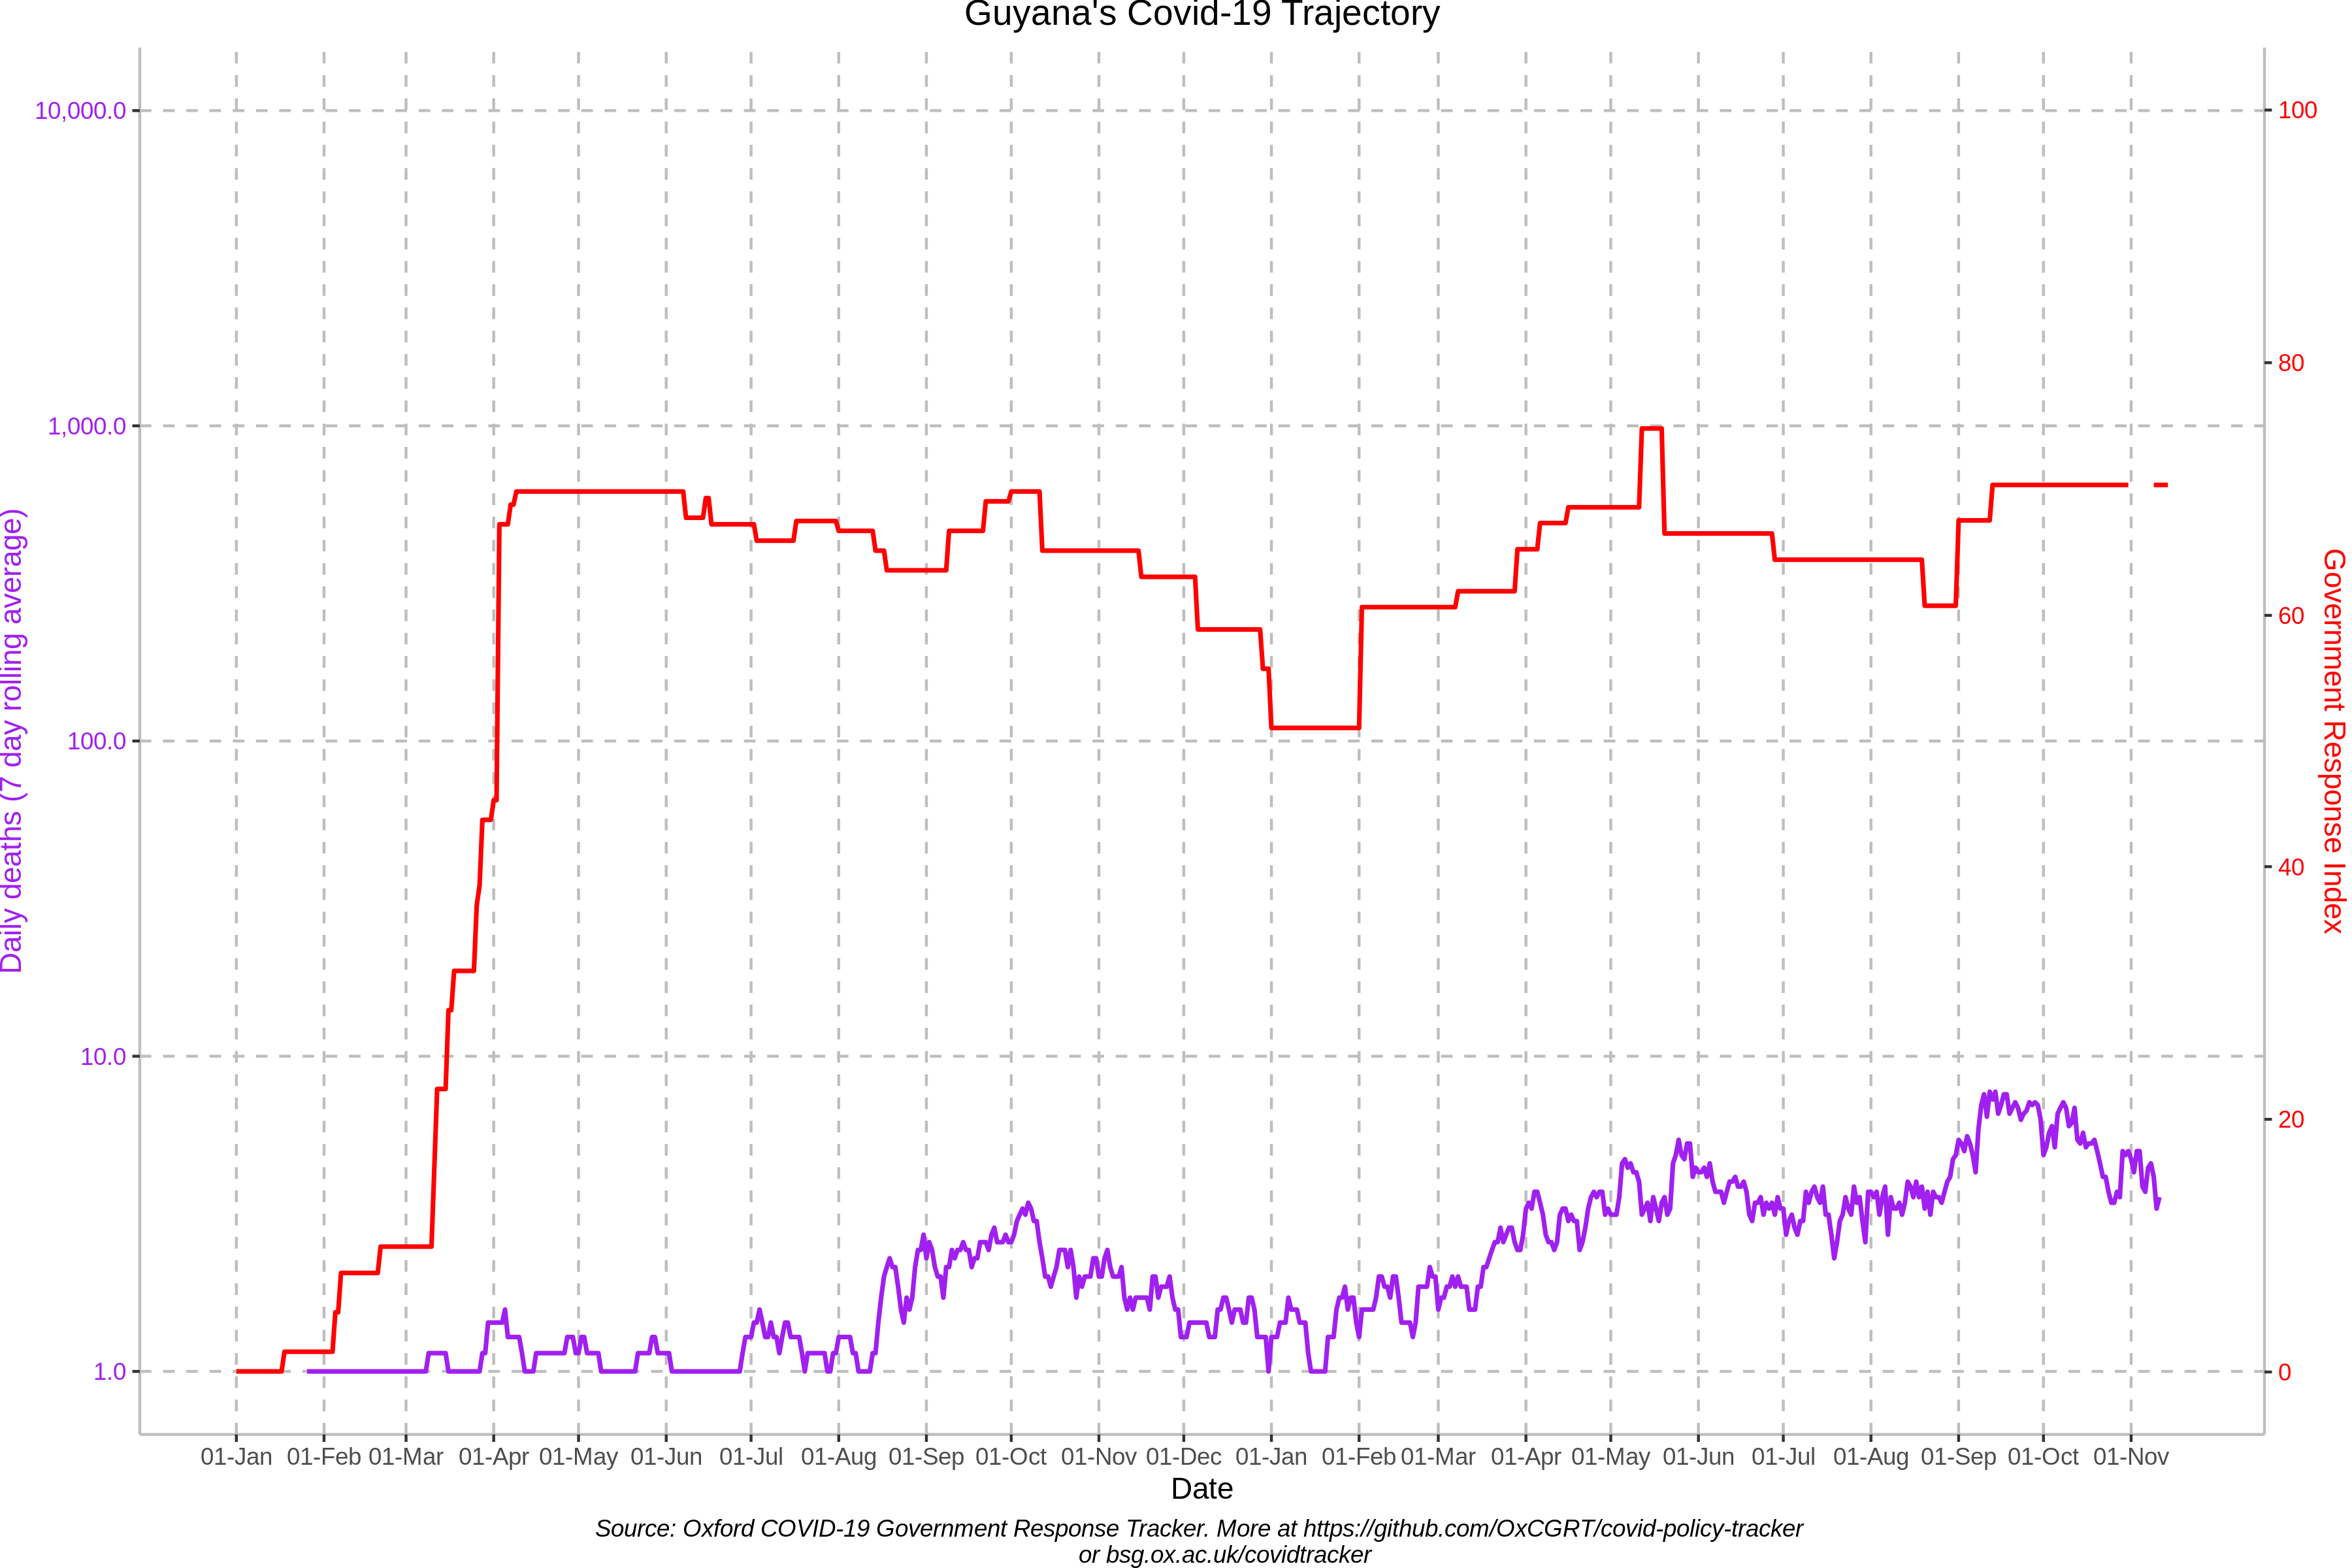 Guyana's Covid-19 Trajectory
10,000.0
1,000.0
100.0
10.0
1.0
Daily deaths (7 day rolling average)
100
80
60
40
20
0
Government Response Index
01-Jan 01-Feb 01-Mar 01-Apr 01-May 01-Jun 01-Jul 01-Aug 01-Sep 01-Oct 01-Nov 01-Dec 01-Jan 01-Feb 01-Mar 01-Apr 01-May 01-Jun 01-Jul 01-Aug 01-Sep 01-Oct 01-Nov
Date
Source: Oxford COVID-19 Government Response Tracker. More at https://github.com/OxCGRT/covid-policy-tracker
or bsg.ox.ac.uk/covidtracker